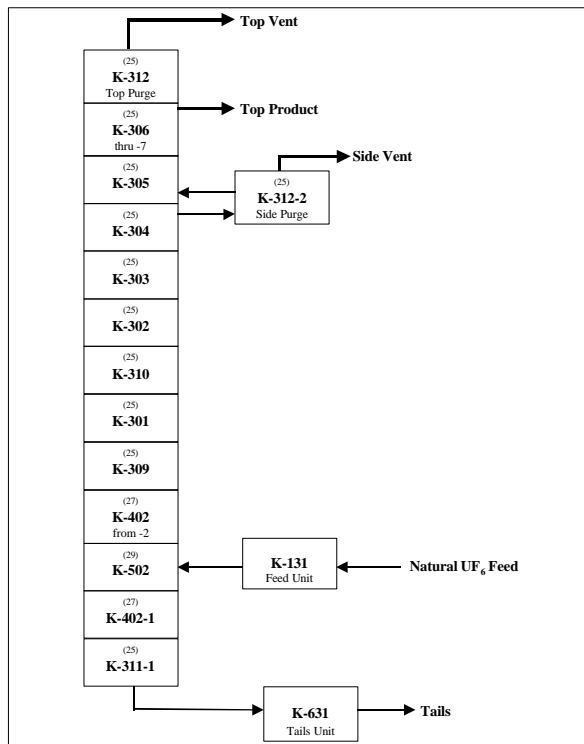 Top Vent
(25)
K-312
Top Purge
(25)
K-306
thru -7
Top Product
(25)
K-305
Side Vent
(25)
K-312-2
Side Purge
(25)
K-304
(25)
K-303
(25)
K-302
(25)
K-310
(25)
K-301
(25)
K-309
(27)
K-402
from -2
(29)
K-502
K-131
Feed Unit
Natural UF₆ Feed
(27)
K-402-1
(25)
K-311-1
K-631
Tails Unit
Tails